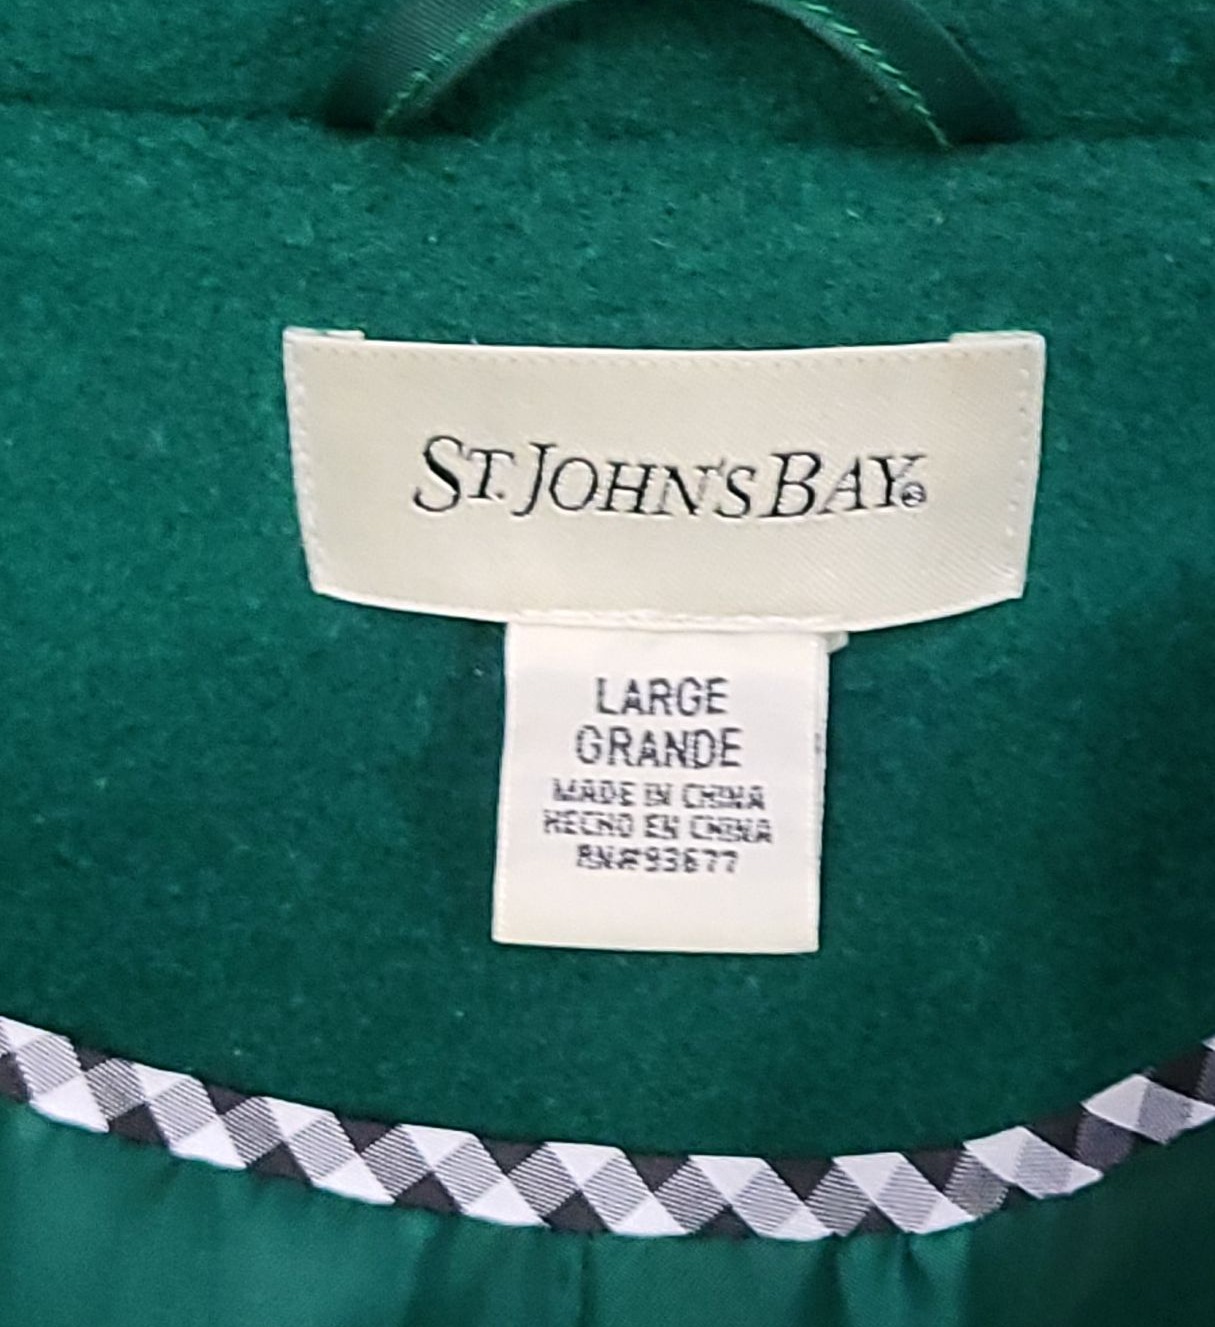 ST. JOHN'S BAY®
LARGE
GRANDE
MADE IN CHINA
HECHO EN CHINA
RN#93677